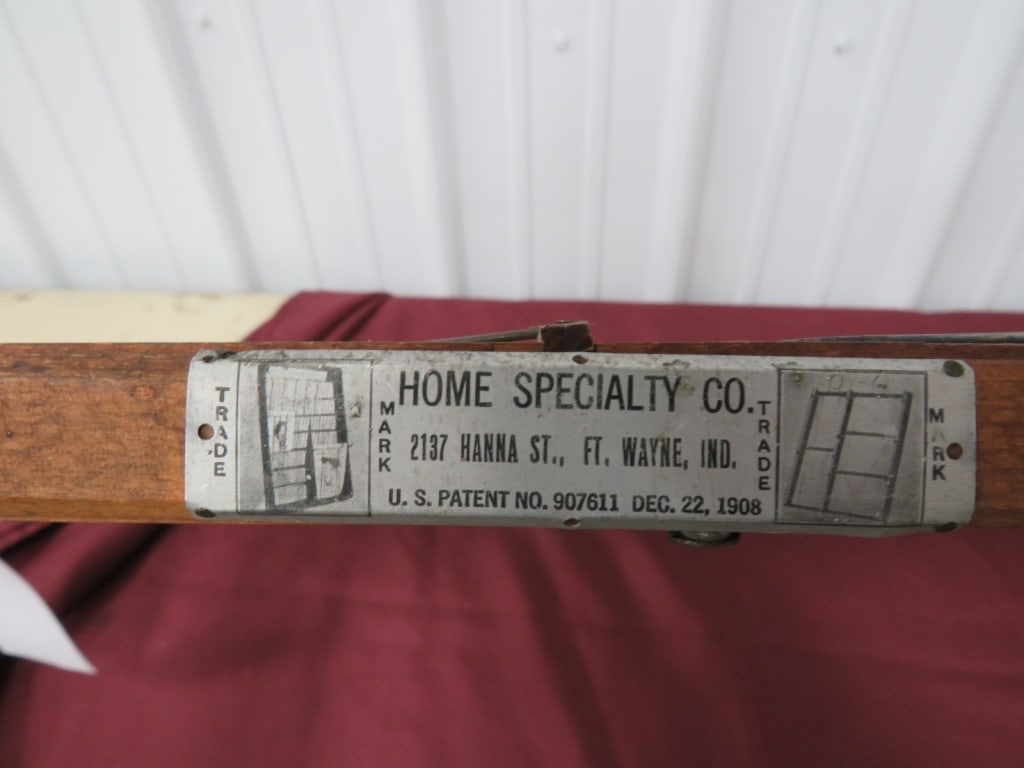 TRADE
MARK
HOME SPECIALTY CO.
2137 HANNA ST., FT. WAYNE, IND.
U. S. PATENT NO. 907611 DEC. 22, 1908
TRADE
O-G
MARK